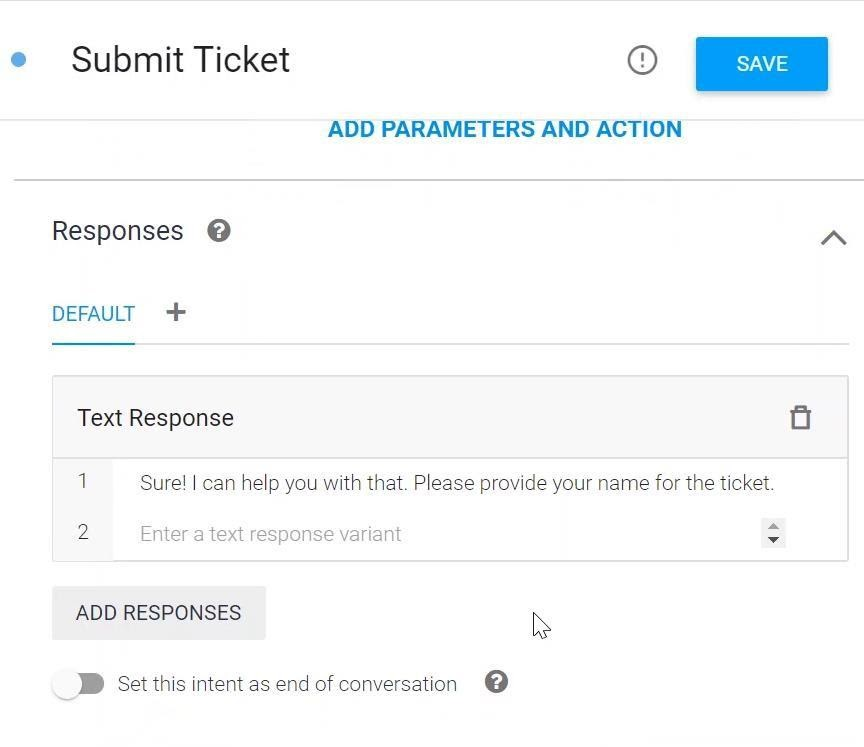 Submit Ticket
SAVE
ADD PARAMETERS AND ACTION
Responses
DEFAULT
Text Response
1 Sure! I can help you with that. Please provide your name for the ticket.
2 Enter a text response variant
ADD RESPONSES
Set this intent as end of conversation